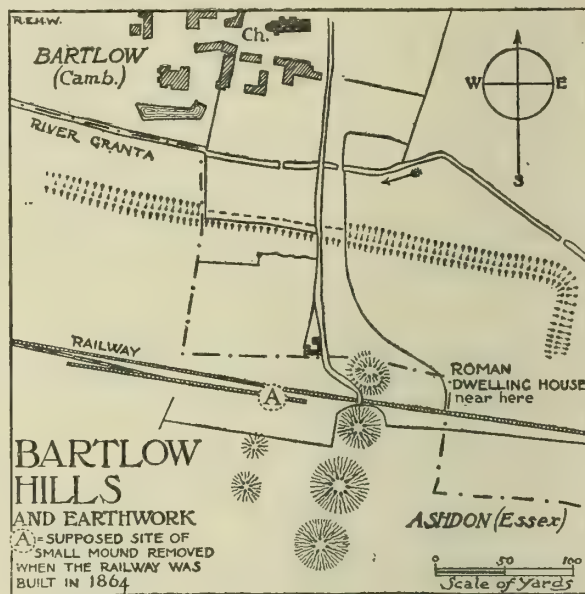 R.E.M.W.
BARTLOW
(Camb.)
Ch.
W E
S
RIVER GRANTA
RAILWAY
ROMAN
DWELLING HOUSE
near here
A
BARTLOW
HILLS
AND EARTHWORK
A=SUPPOSED SITE OF
SMALL MOUND REMOVED
WHEN THE RAILWAY WAS
BUILT IN 1864
ASHDON (Essex)
0 50 100
Scale of Yards